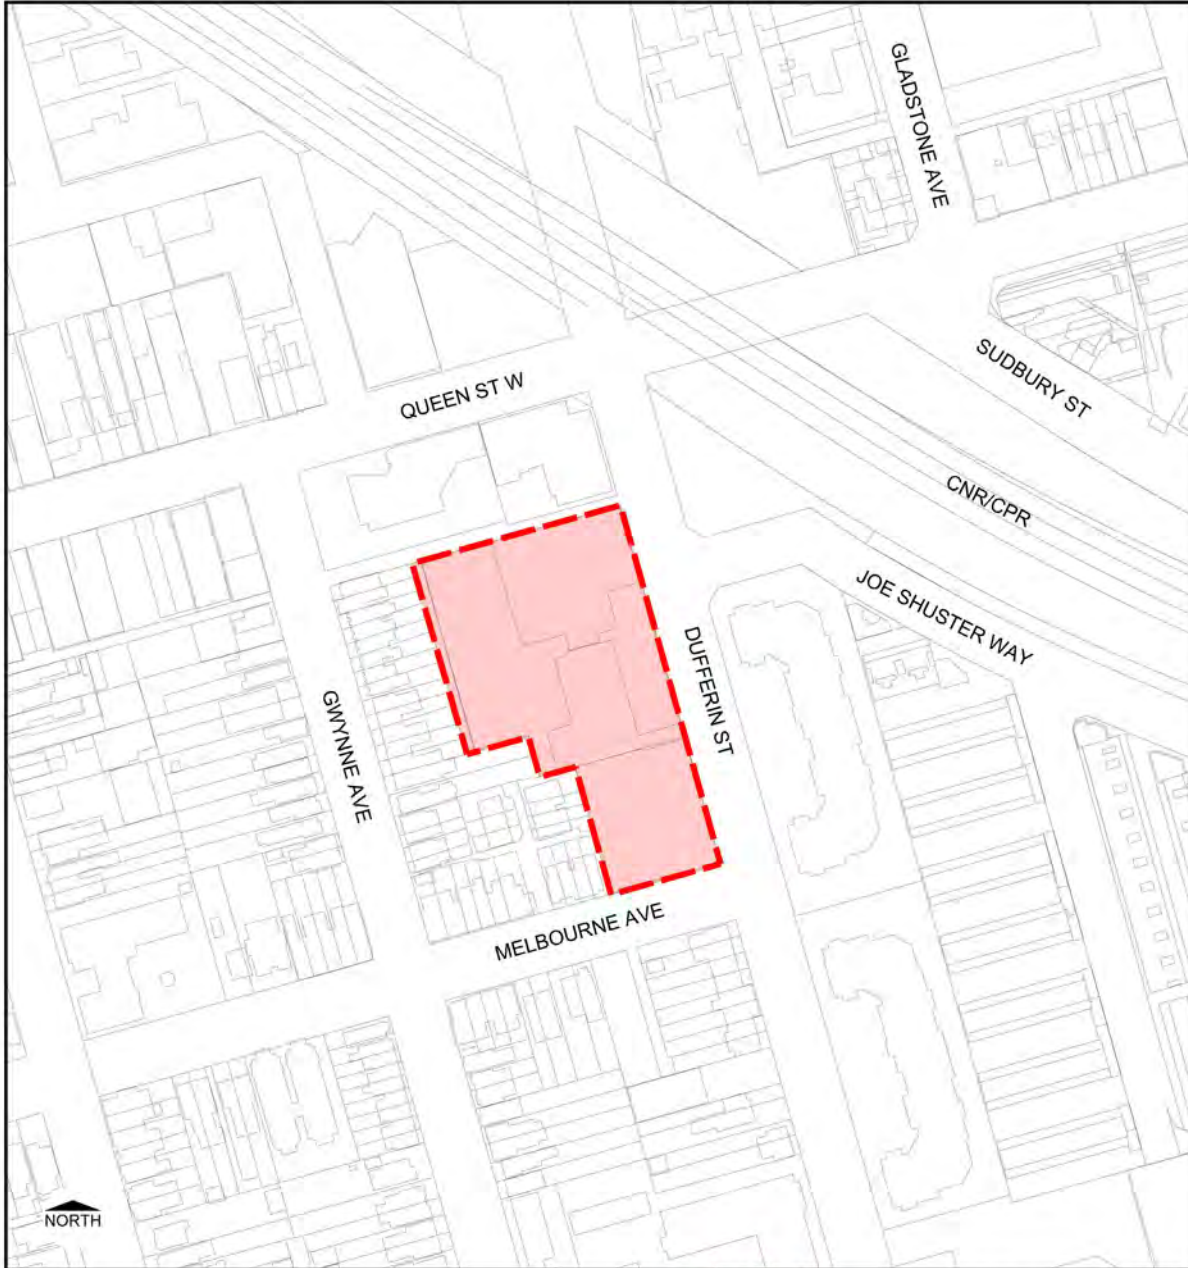 GLADSTONE AVE
SUDBURY ST
QUEEN ST W
CNR/CPR
JOE SHUSTER WAY
DUFFERIN ST
GWYNNE AVE
MELBOURNE AVE
NORTH